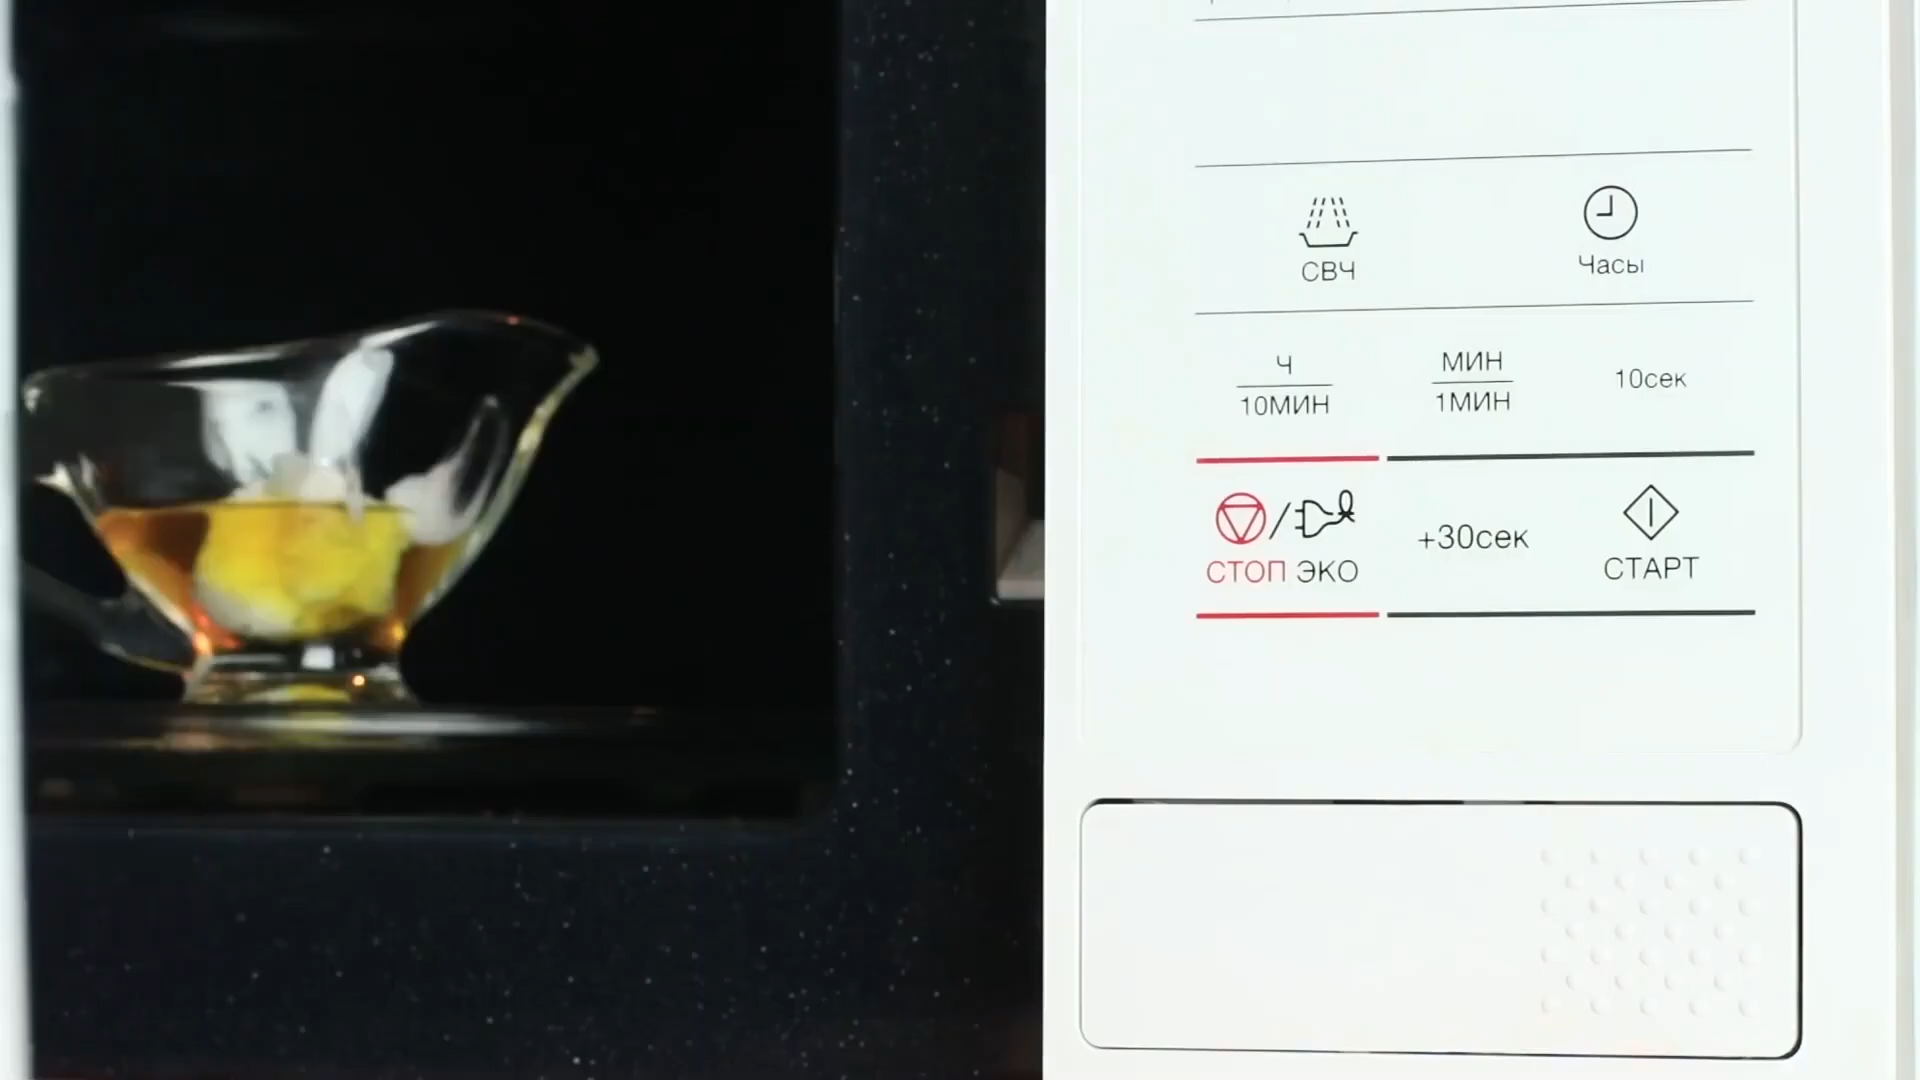 СВЧ
Часы
Ч
10МИН
МИН
1МИН
10сек
СТОП ЭКО
+30сек
СТАРТ